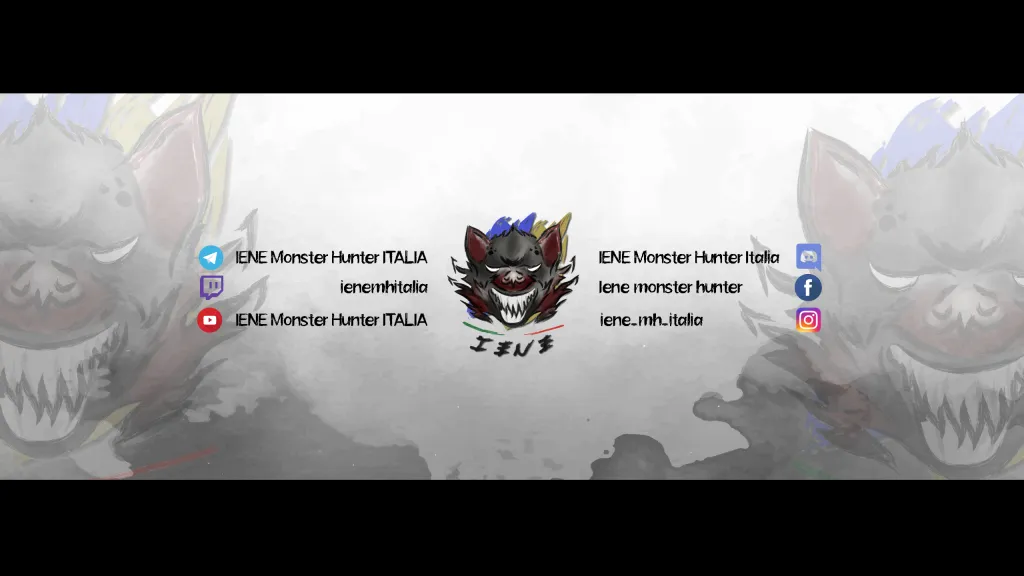 IENE Monster Hunter ITALIA
ienemhitalia
IENE Monster Hunter ITALIA
IENE
IENE Monster Hunter Italia
Iene monster hunter
iene_mh_italia